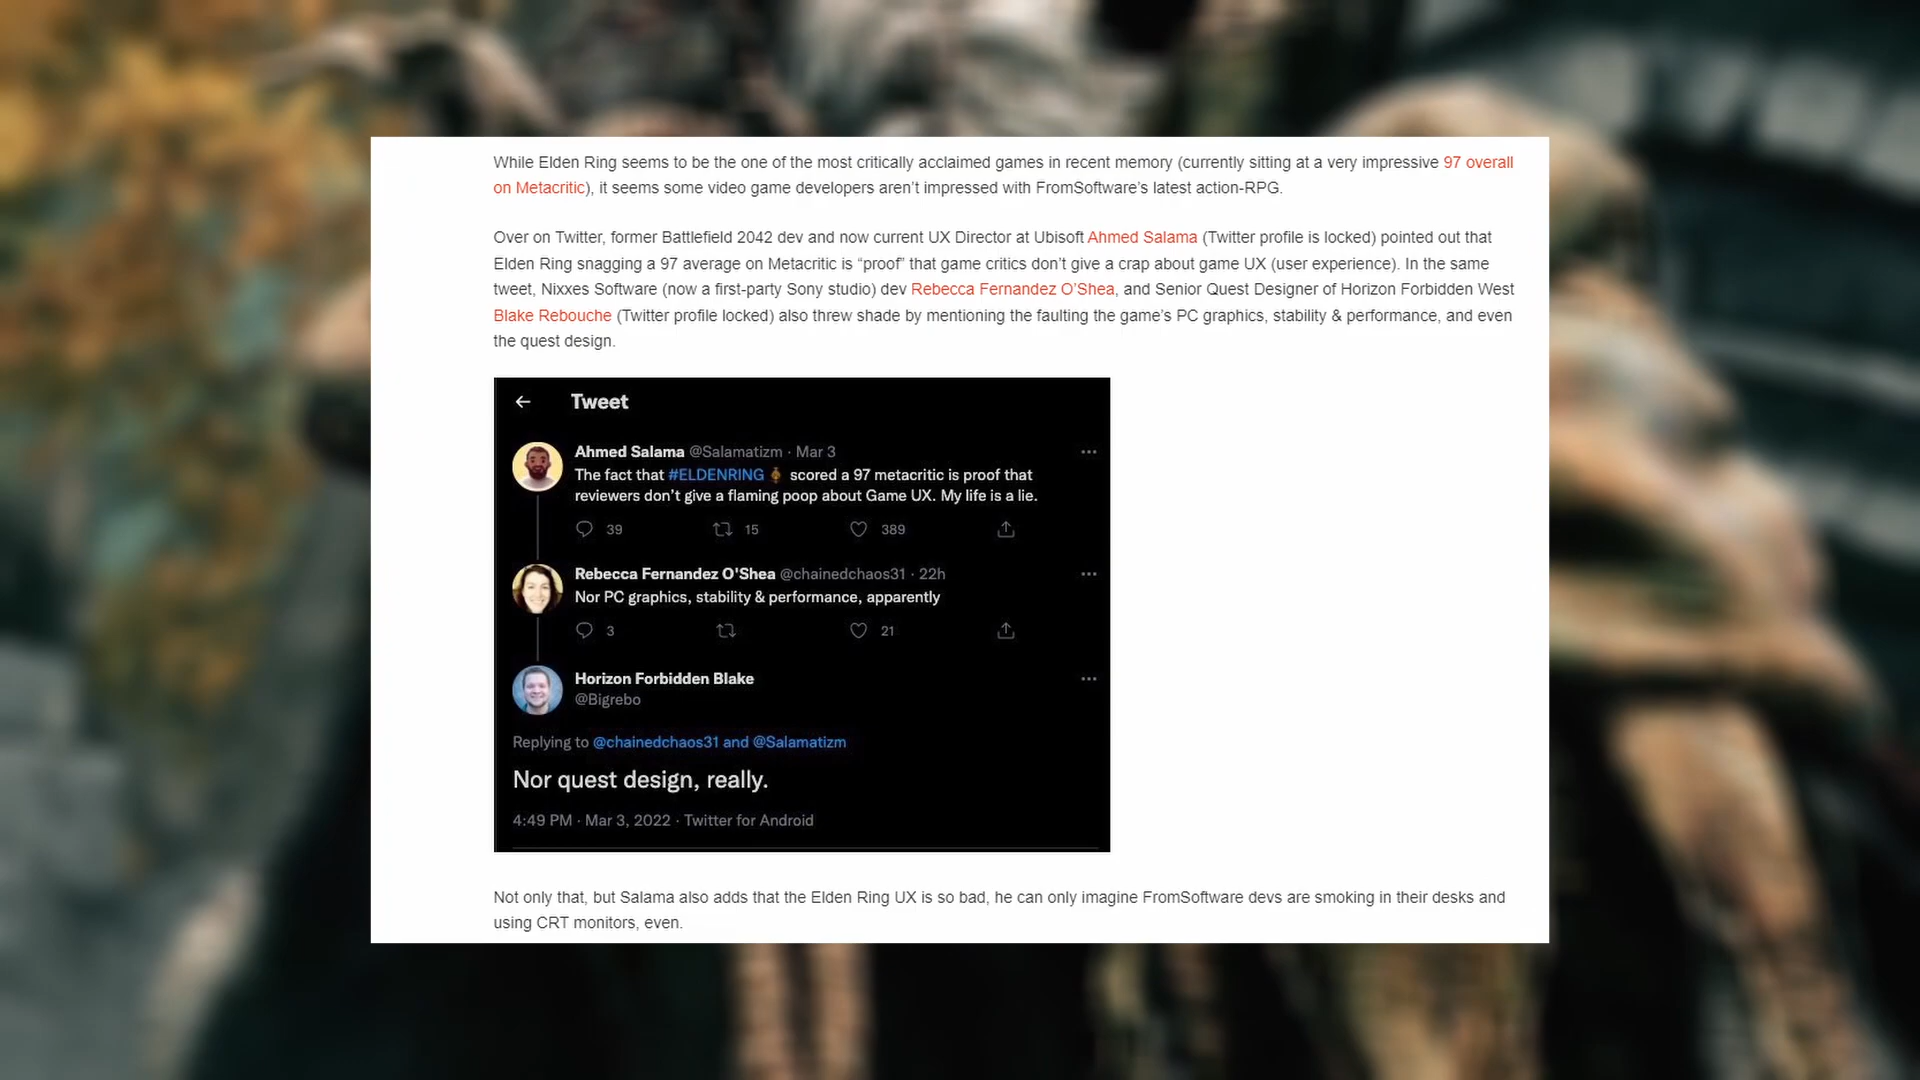 While Elden Ring seems to be the one of the most critically acclaimed games in recent memory (currently sitting at a very impressive 97 overall
on Metacritic), it seems some video game developers aren’t impressed with FromSoftware’s latest action-RPG.
Over on Twitter, former Battlefield 2042 dev and now current UX Director at Ubisoft Ahmed Salama (Twitter profile is locked) pointed out that
Elden Ring snagging a 97 average on Metacritic is “proof” that game critics don’t give a crap about game UX (user experience). In the same
tweet, Nixxes Software (now a first-party Sony studio) dev Rebecca Fernandez O’Shea, and Senior Quest Designer of Horizon Forbidden West
Blake Rebouche (Twitter profile locked) also threw shade by mentioning the faulting the game’s PC graphics, stability & performance, and even
the quest design.
Tweet
Ahmed Salama @Salamatizm · Mar 3
The fact that #ELDENRING scored a 97 metacritic is proof that
reviewers don’t give a flaming poop about Game UX. My life is a lie.
39 15 389
Rebecca Fernandez O'Shea @chainedchaos31 · 22h
Nor PC graphics, stability & performance, apparently
3 21
Horizon Forbidden Blake
@Bigrebo
Replying to @chainedchaos31 and @Salamatizm
Nor quest design, really.
4:49 PM · Mar 3, 2022 · Twitter for Android
Not only that, but Salama also adds that the Elden Ring UX is so bad, he can only imagine FromSoftware devs are smoking in their desks and
using CRT monitors, even.